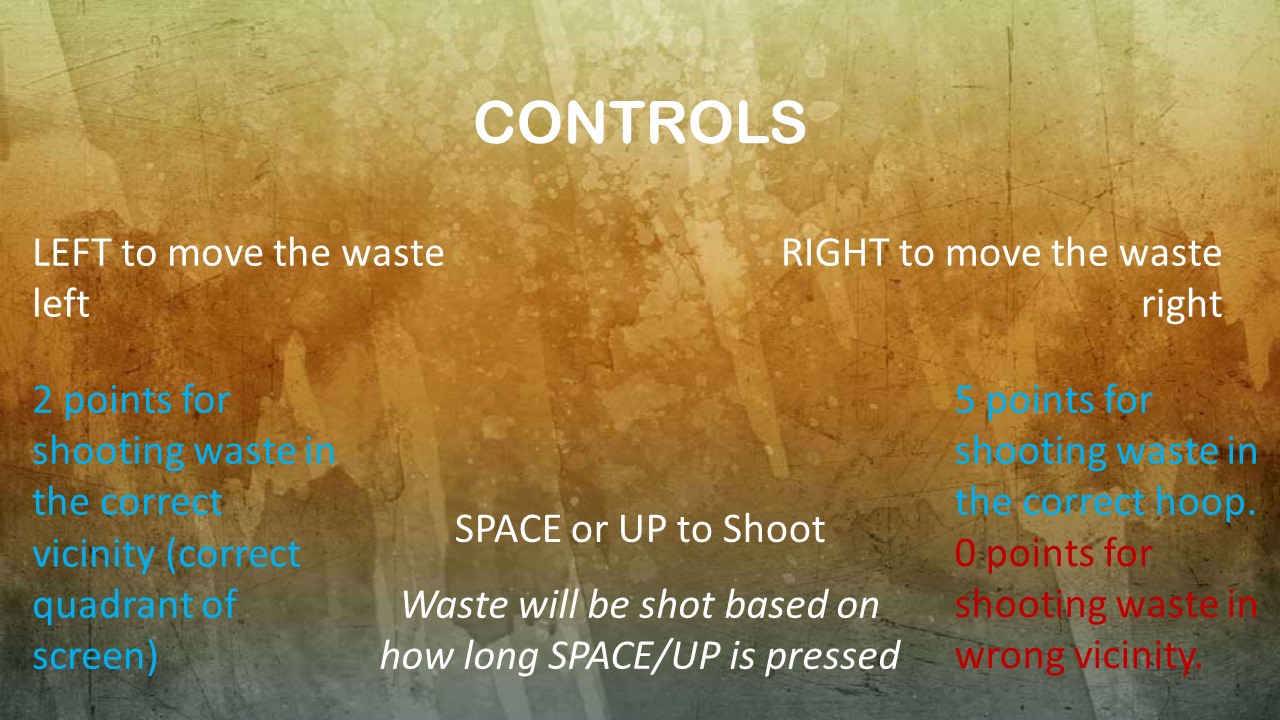 CONTROLS
LEFT to move the waste
left
RIGHT to move the waste
right
2 points for
shooting waste in
the correct
vicinity (correct
quadrant of
screen)
SPACE or UP to Shoot
Waste will be shot based on
how long SPACE/UP is pressed
5 points for
shooting waste in
the correct hoop.
0 points for
shooting waste in
wrong vicinity.